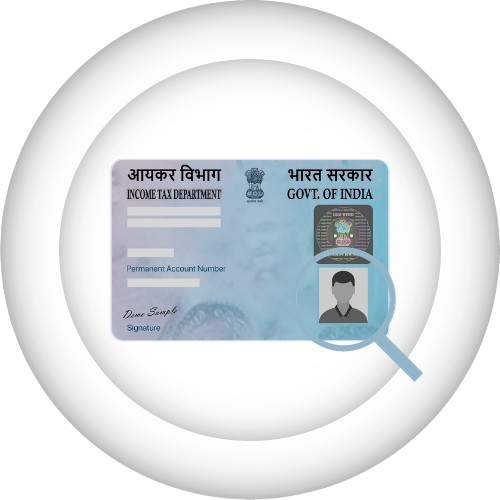 आयकर विभाग
INCOME TAX DEPARTMENT
भारत सरकार
GOVT. OF INDIA
Permanent Account Number
Demo Sample
Signature